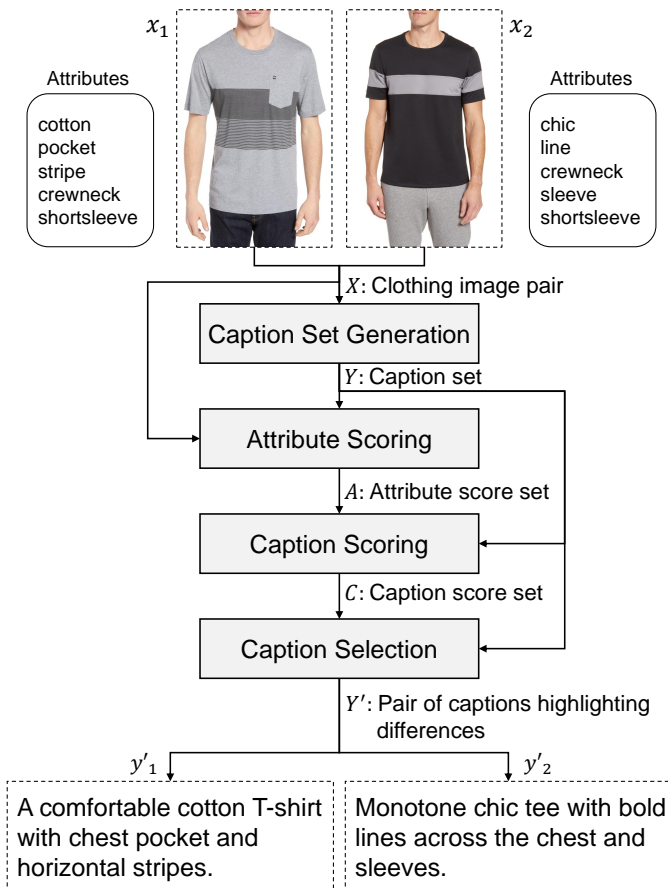 x₁
x₂
Attributes
cotton
pocket
stripe
crewneck
shortsleeve
Attributes
chic
line
crewneck
sleeve
shortsleeve
X: Clothing image pair
Caption Set Generation
Y: Caption set
Attribute Scoring
A: Attribute score set
Caption Scoring
C: Caption score set
Caption Selection
Y′: Pair of captions highlighting
differences
y′₁
y′₂
A comfortable cotton T-shirt
with chest pocket and
horizontal stripes.
Monotone chic tee with bold
lines across the chest and
sleeves.